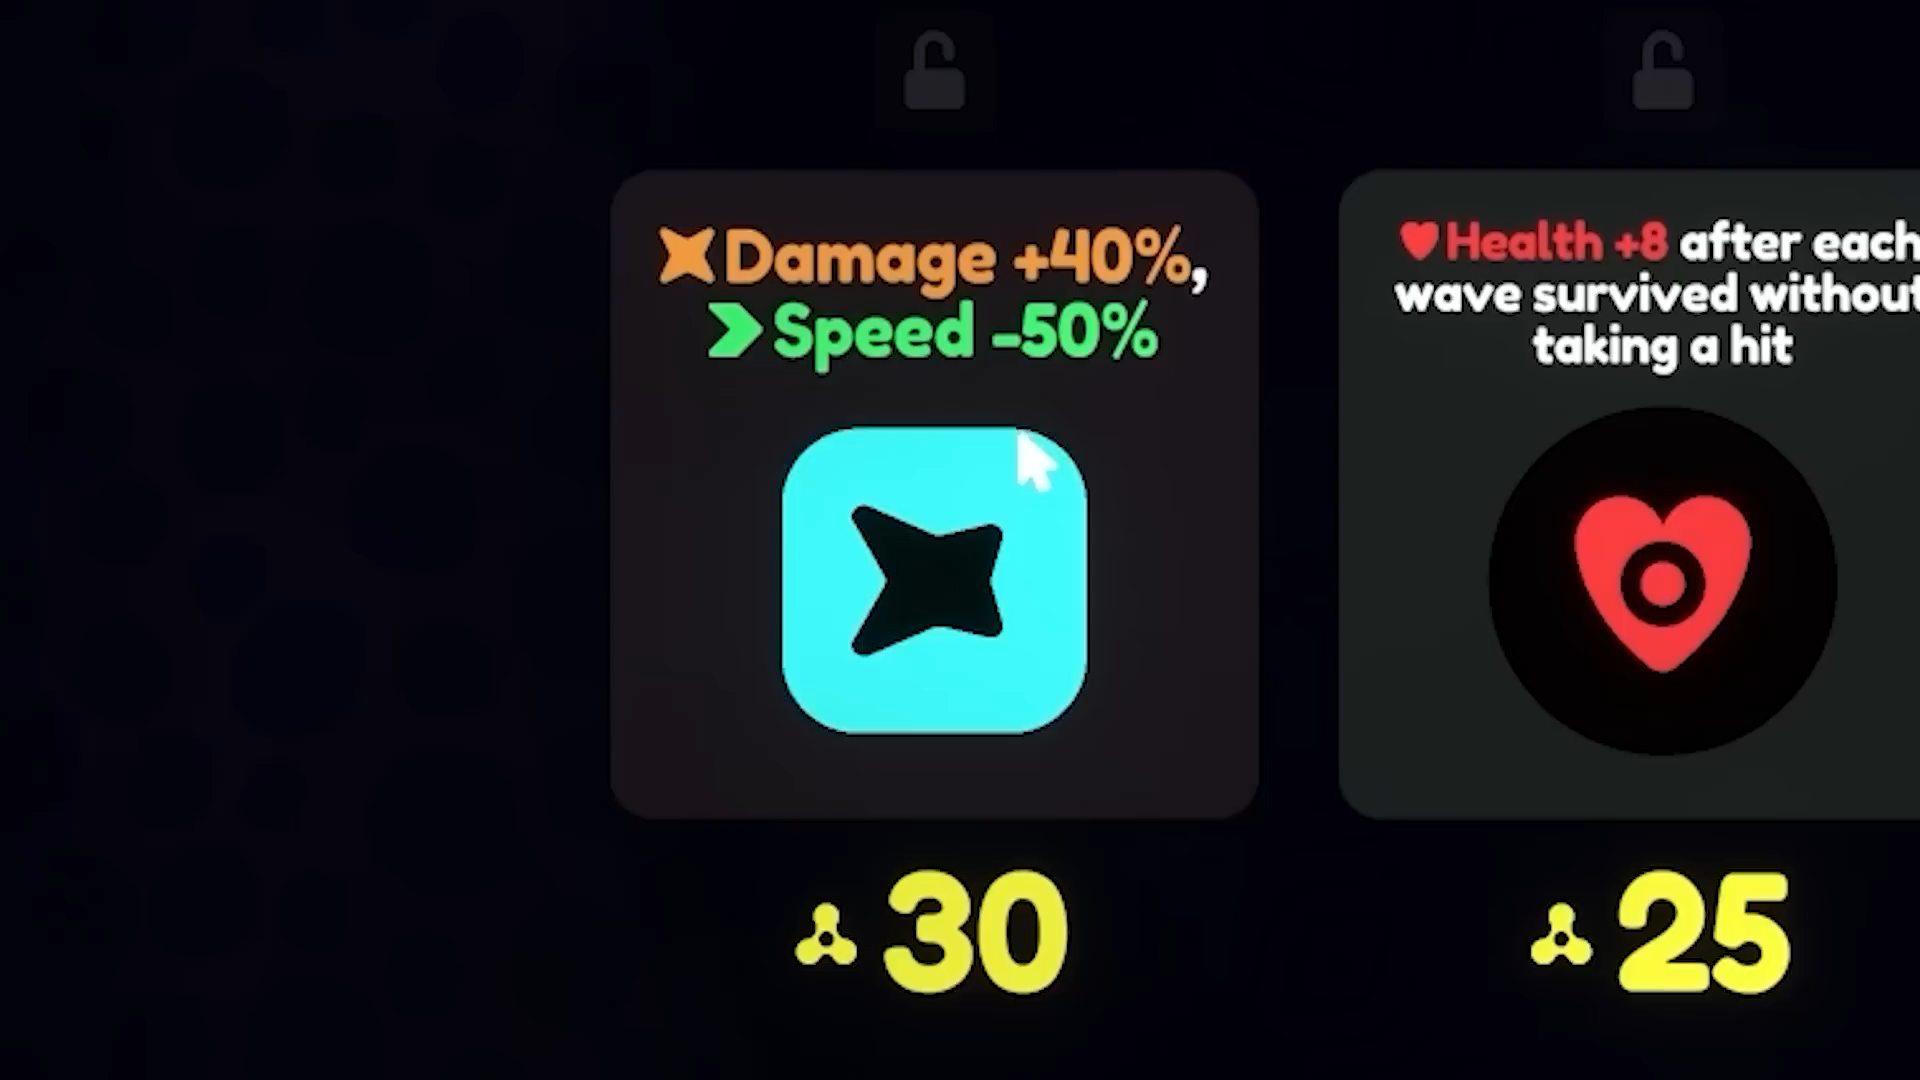 Damage +40%,
Speed -50%
30
Health +8 after each
wave survived without
taking a hit
25